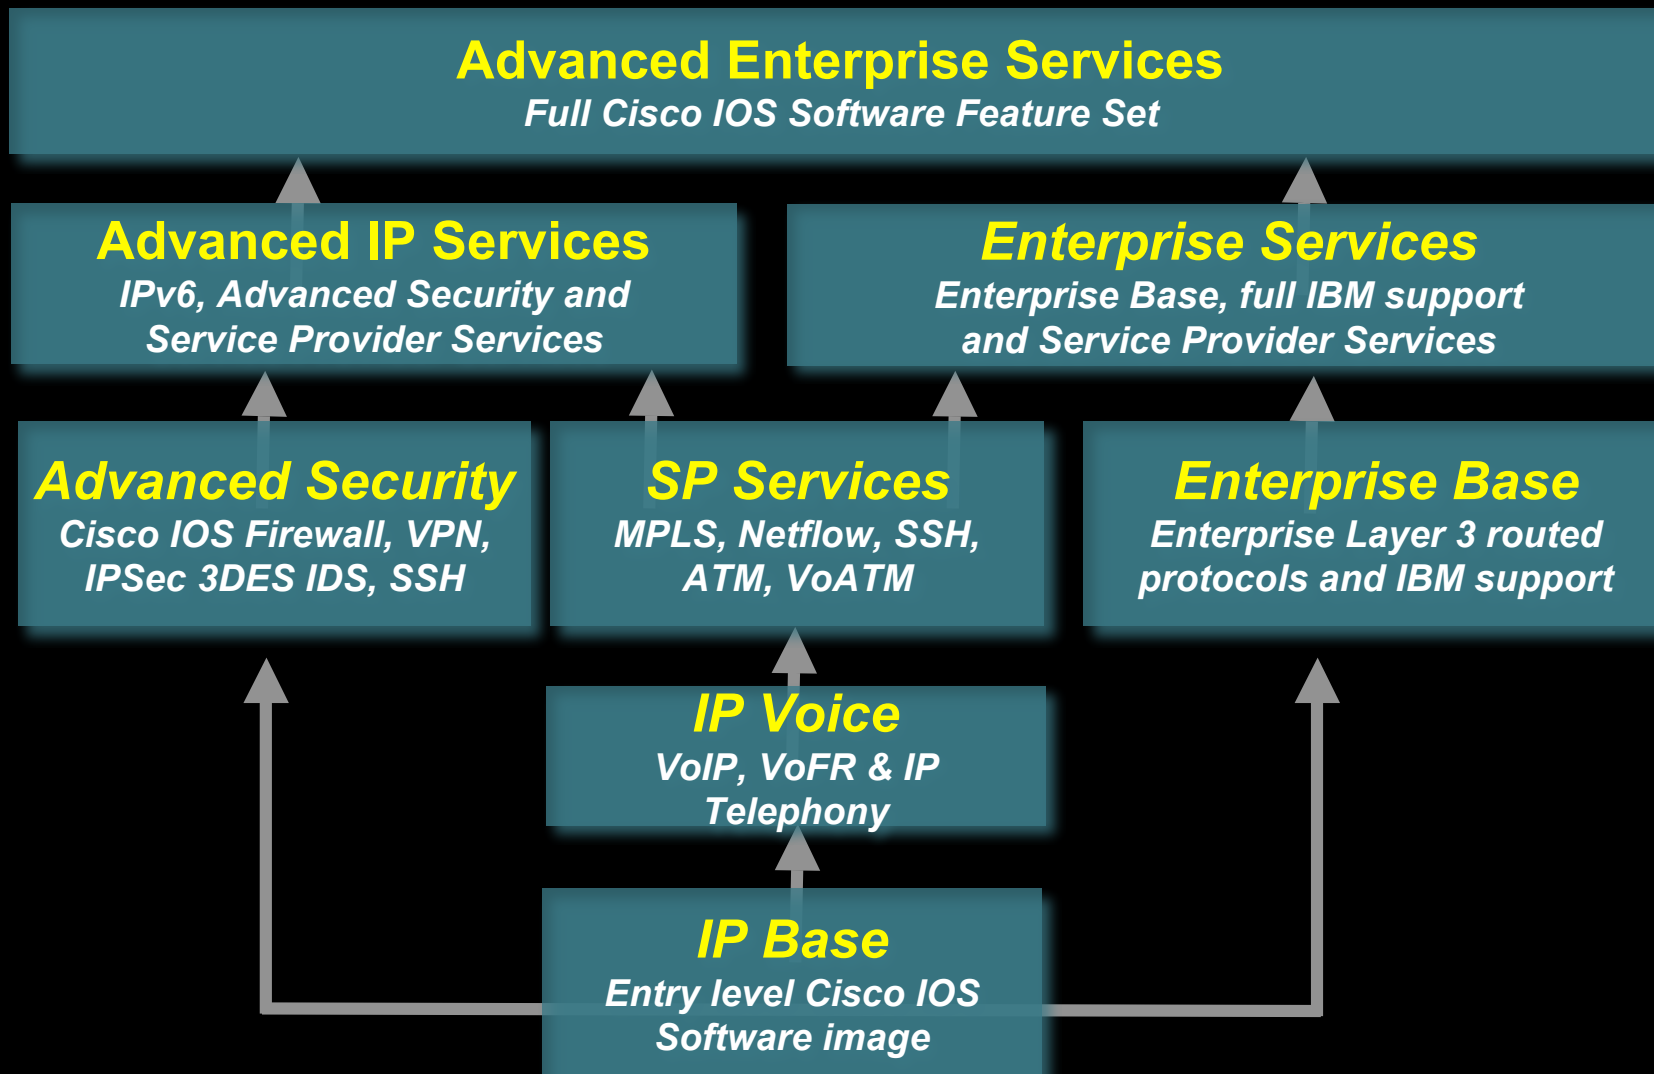 Advanced Enterprise Services
Full Cisco IOS Software Feature Set
Advanced IP Services
IPv6, Advanced Security and
Service Provider Services
Enterprise Services
Enterprise Base, full IBM support
and Service Provider Services
Advanced Security
Cisco IOS Firewall, VPN,
IPSec 3DES IDS, SSH
SP Services
MPLS, Netflow, SSH,
ATM, VoATM
Enterprise Base
Enterprise Layer 3 routed
protocols and IBM support
IP Voice
VoIP, VoFR & IP
Telephony
IP Base
Entry level Cisco IOS
Software image